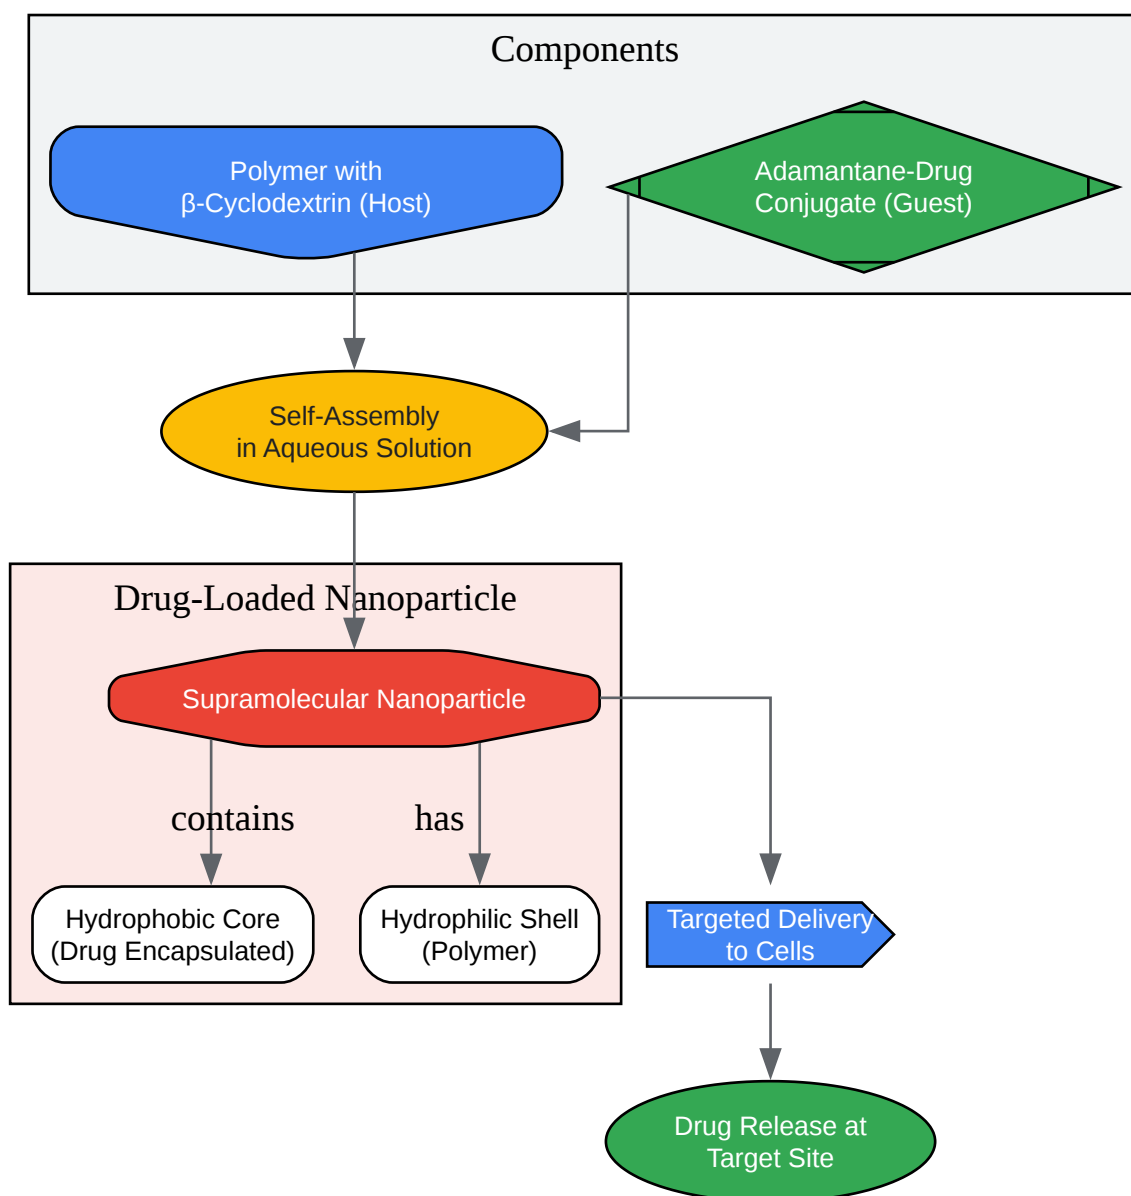 Components
Polymer with
β-Cyclodextrin (Host)
Adamantane-Drug
Conjugate (Guest)
Self-Assembly
in Aqueous Solution
Drug-Loaded Nanoparticle
Supramolecular Nanoparticle
contains
has
Hydrophobic Core
(Drug Encapsulated)
Hydrophilic Shell
(Polymer)
Targeted Delivery
to Cells
Drug Release at
Target Site